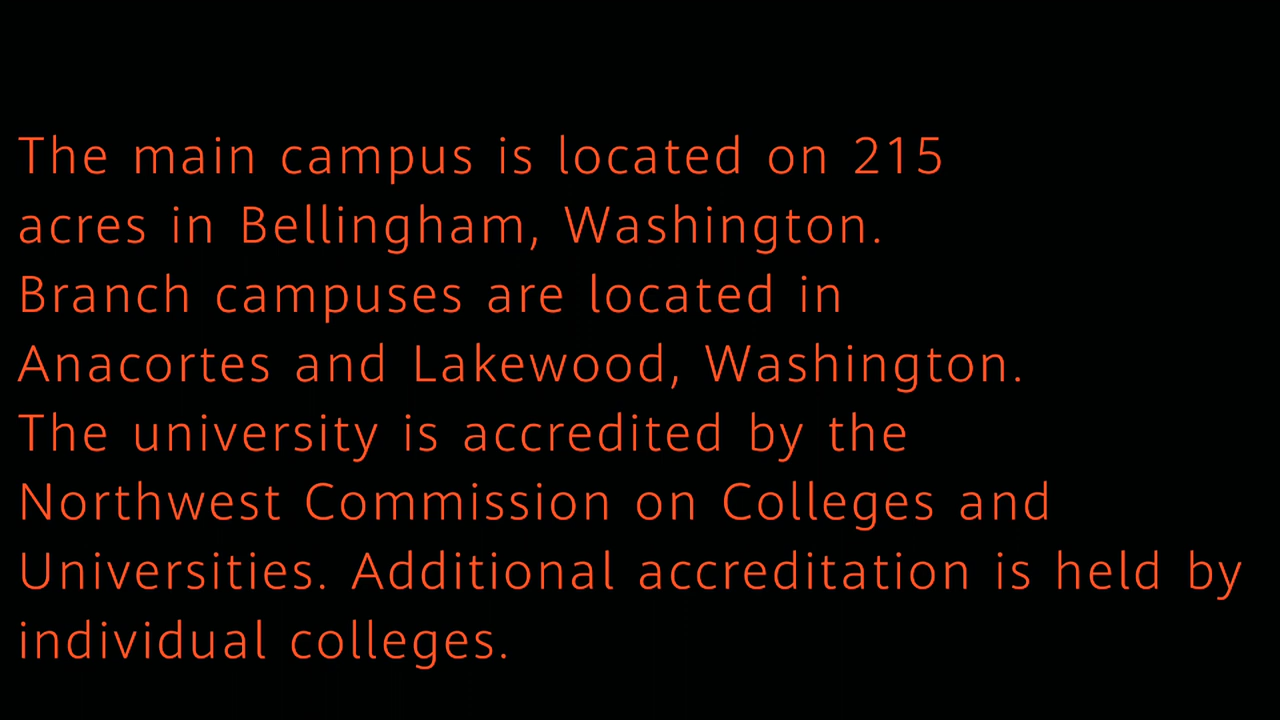 The main campus is located on 215
acres in Bellingham, Washington.
Branch campuses are located in
Anacortes and Lakewood, Washington.
The university is accredited by the
Northwest Commission on Colleges and
Universities. Additional accreditation is held by
individual colleges.